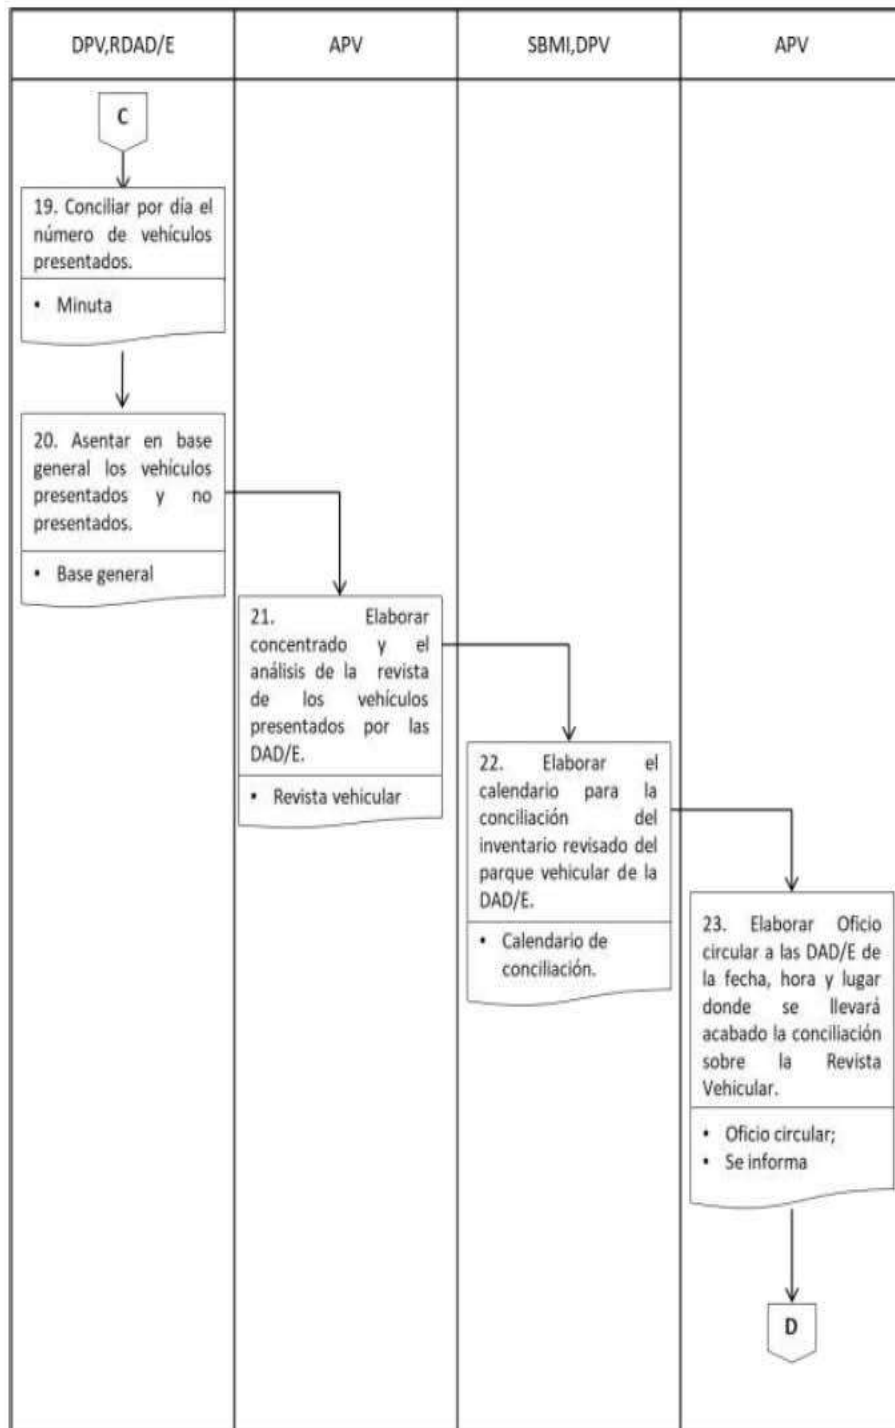 DPV,RDAD/E
APV
SBMI,DPV
APV
C
19. Conciliar por día el
número de vehículos
presentados.
• Minuta
20. Asentar en base
general los vehículos
presentados y no
presentados.
• Base general
21. Elaborar
concentrado y el
análisis de la revista
de los vehículos
presentados por las
DAD/E.
• Revista vehicular
22. Elaborar el
calendario para la
conciliación del
inventario revisado del
parque vehicular de la
DAD/E.
• Calendario de
conciliación.
23. Elaborar Oficio
circular a las DAD/E de
la fecha, hora y lugar
donde se llevará
acabado la conciliación
sobre la Revista
Vehicular.
• Oficio circular;
• Se informa
D